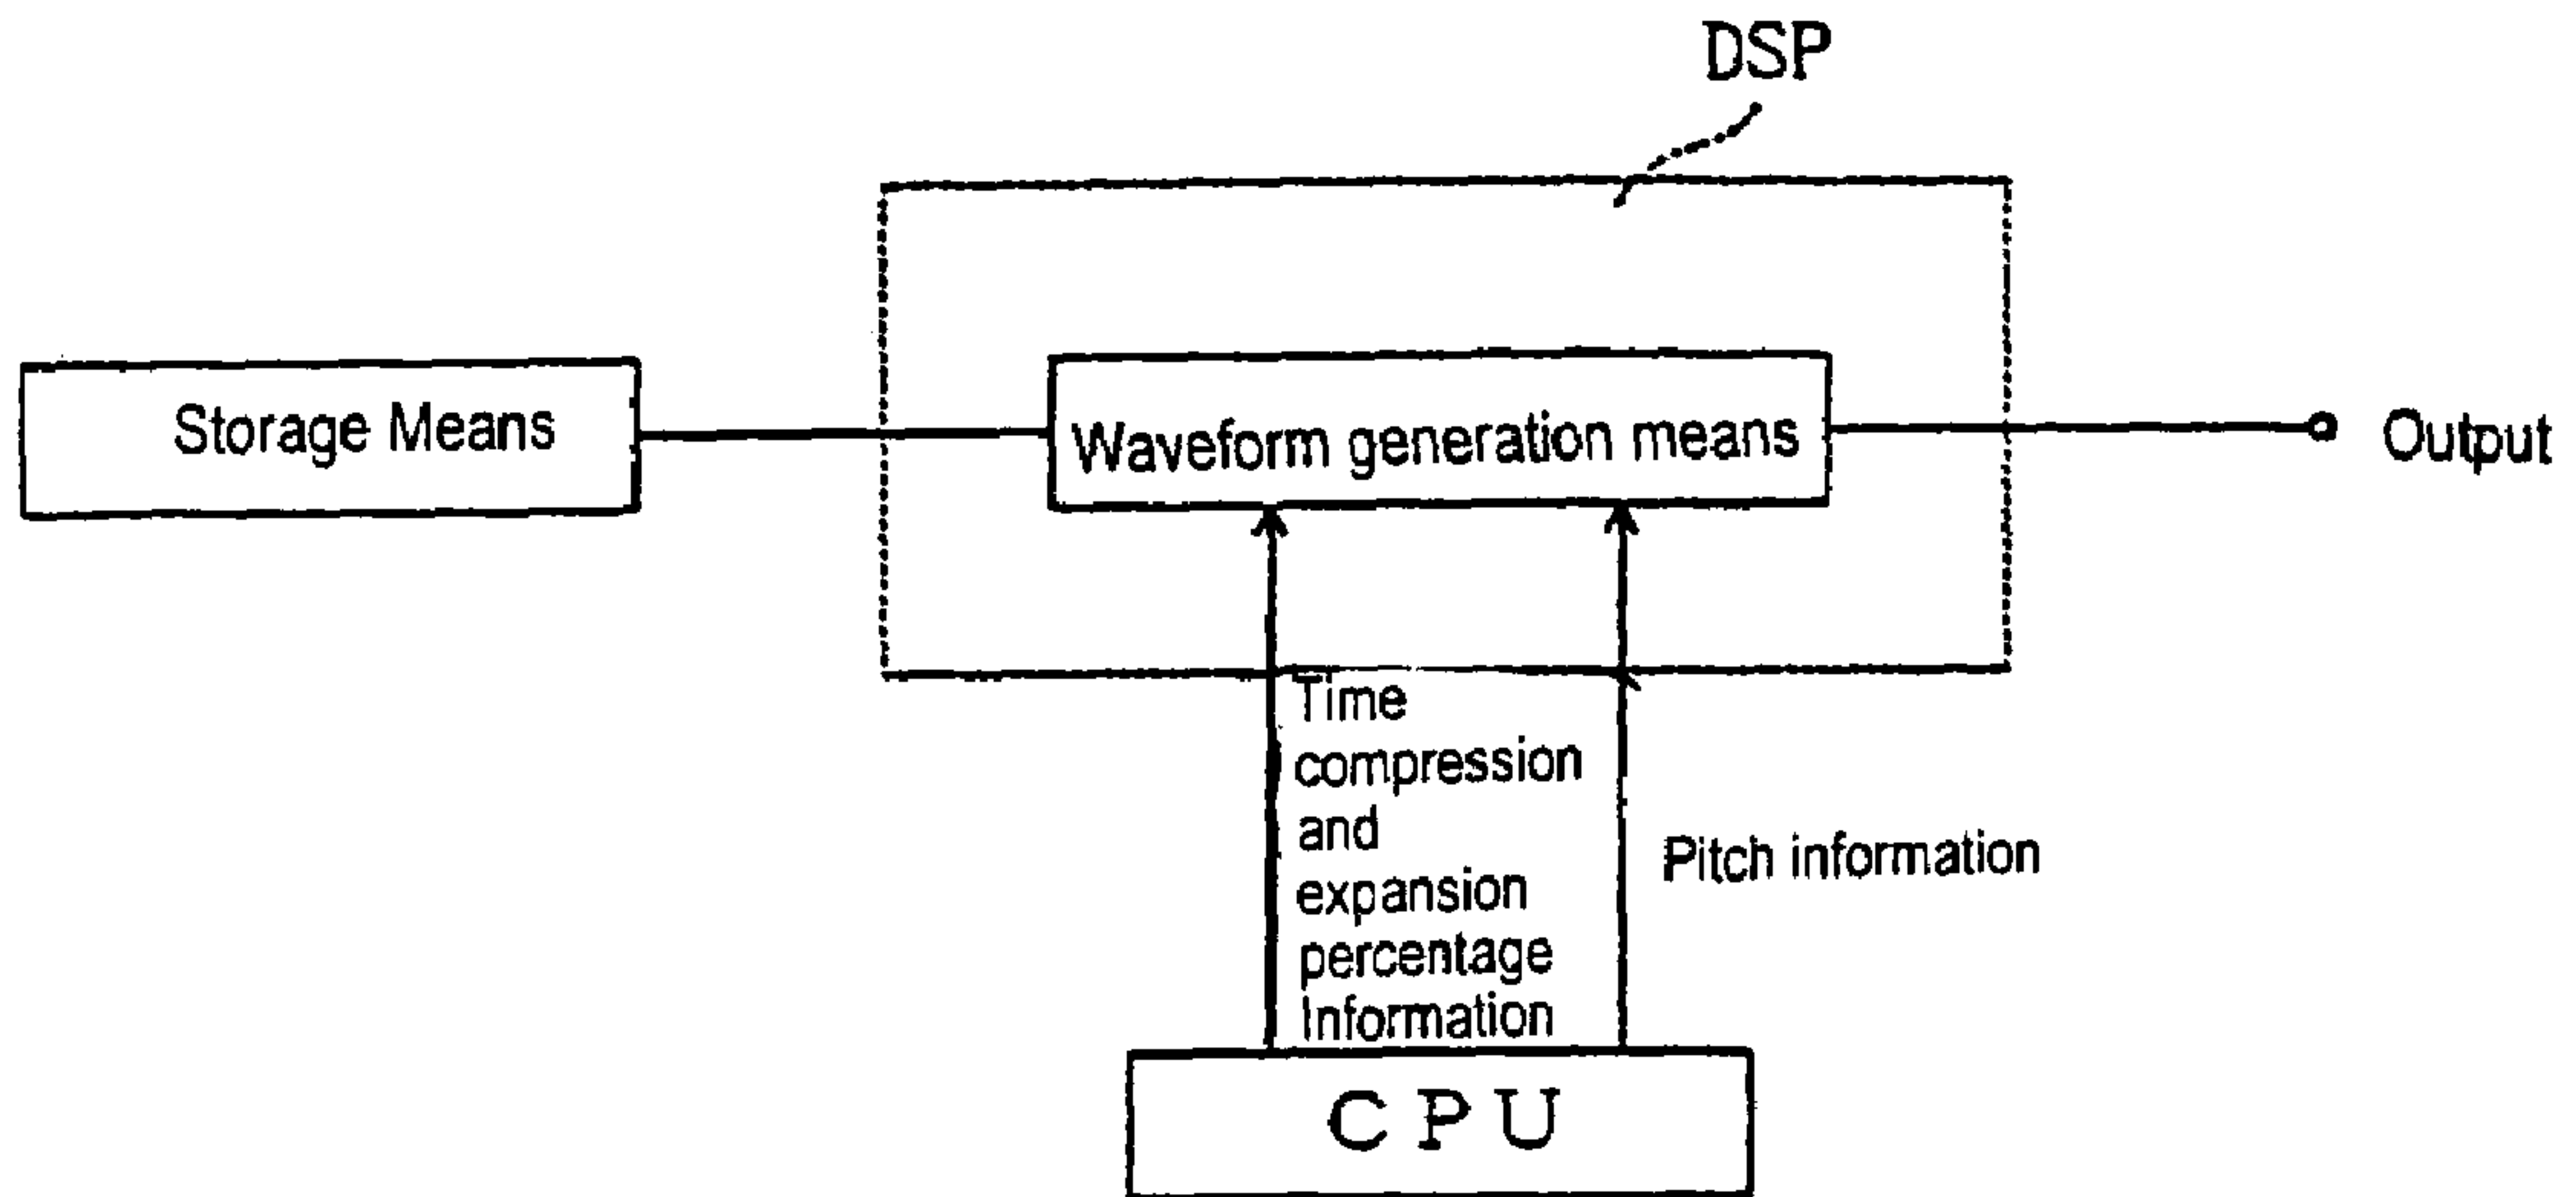 DSP
Storage Means
Waveform generation means
Output
Time
compression
and
expansion
percentage
Information
Pitch information
CPU